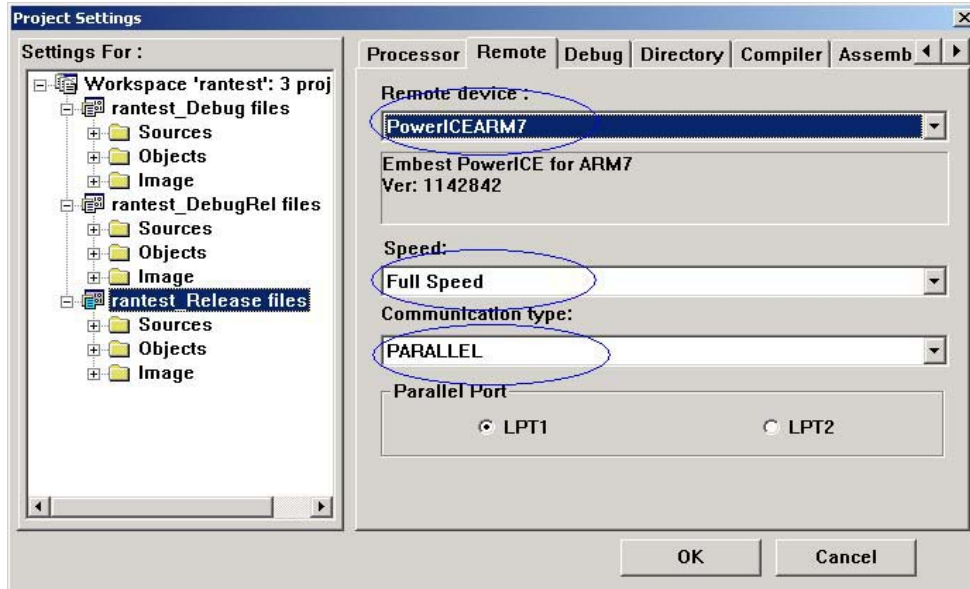 Project Settings
Settings For :
Workspace 'rantest': 3 proj
rantest_Debug files
Sources
Objects
Image
rantest_DebugRel files
Sources
Objects
Image
rantest_Release files
Sources
Objects
Image
Processor Remote Debug Directory Compiler Assemb
Remote device :
PowerICEARM7
Embest PowerICE for ARM7
Ver: 1142842
Speed:
Full Speed
Communication type:
PARALLEL
Parallel Port
LPT1 LPT2
OK Cancel